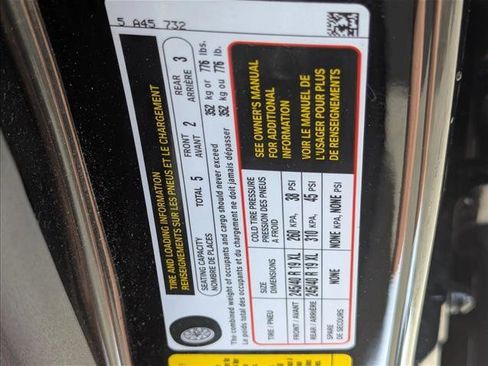 5 A45 732
TIRE AND LOADING INFORMATION
RENSEIGNEMENTS SUR LES PNEUS ET LE CHARGEMENT
SEATING CAPACITY
NOMBRE DE PLACES
TOTAL 5
FRONT
AVANT
2
REAR
ARRIÈRE
3
The combined weight of occupants and cargo should never exceed 352 kg or 776 lbs.
Le poids total des occupants et du chargement ne doit jamais dépasser 352 kg ou 776 lb.
TIRE / PNEU
SIZE
DIMENSIONS
COLD TIRE PRESSURE
PRESSION DES PNEUS
A FROID
FRONT / AVANT 245/40 R 19 XL 260 KPA, 38 PSI
REAR / ARRIÈRE 245/40 R 19 XL 310 KPA, 45 PSI
SPARE
DE SECOURS
NONE
NONE KPA, NONE PSI
SEE OWNER'S MANUAL
FOR ADDITIONAL
INFORMATION
VOIR LE MANUEL DE
L'USAGER POUR PLUS
DE RENSEIGNEMENTS